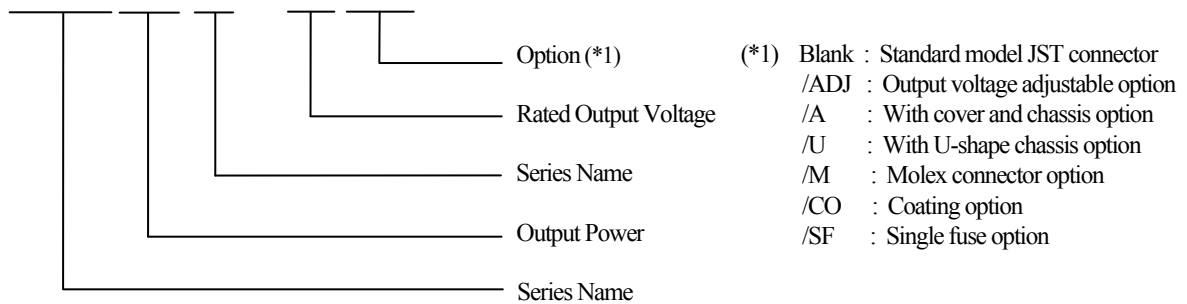 Option (*1)
Rated Output Voltage
Series Name
Output Power
Series Name
(*1) Blank : Standard model JST connector
/ADJ : Output voltage adjustable option
/A : With cover and chassis option
/U : With U-shape chassis option
/M : Molex connector option
/CO : Coating option
/SF : Single fuse option